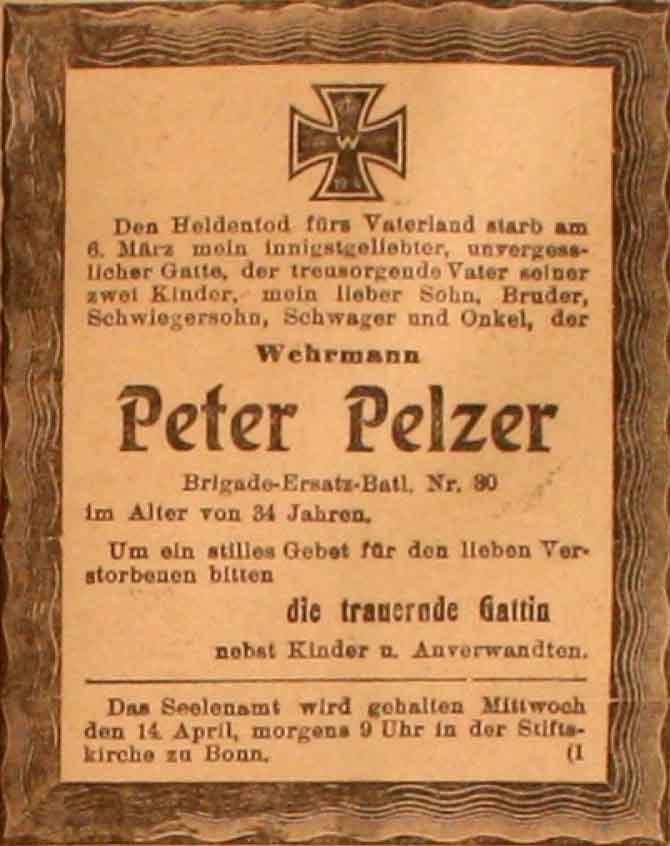 W
Den Heldentod fürs Vaterland starb am
6. März mein innigstgeliebter, unvergess-
licher Gatte, der treusorgende Vater seiner
zwei Kinder, mein lieber Sohn, Bruder,
Schwiegersohn, Schwager und Onkel, der
Wehrmann
Peter Pelzer
Brigade-Ersatz-Batl. Nr. 80
im Alter von 34 Jahren.
Um ein stilles Gebet für den lieben Ver-
storbenen bitten
die trauernde Gattin
nebst Kinder u. Anverwandten.
Das Seelenamt wird gehalten Mittwoch
den 14. April, morgens 9 Uhr in der Stifts-
kirche zu Bonn. (1